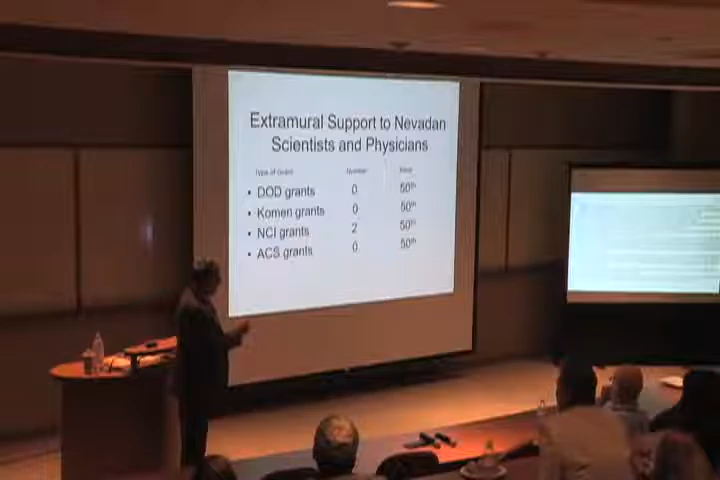 Extramural Support to Nevadan
Scientists and Physicians
Type of Grant Number Rank
• DOD grants 0 50th
• Komen grants 0 50th
• NCI grants 2 50th
• ACS grants 0 50th